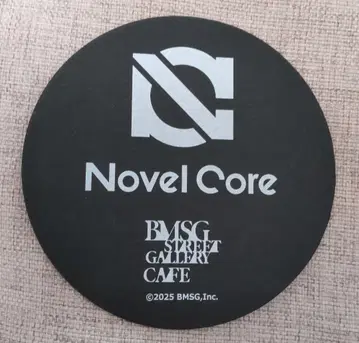 Novel Core
BMSG
STREET
GALLERY
CAFE
©2025 BMSG,Inc.